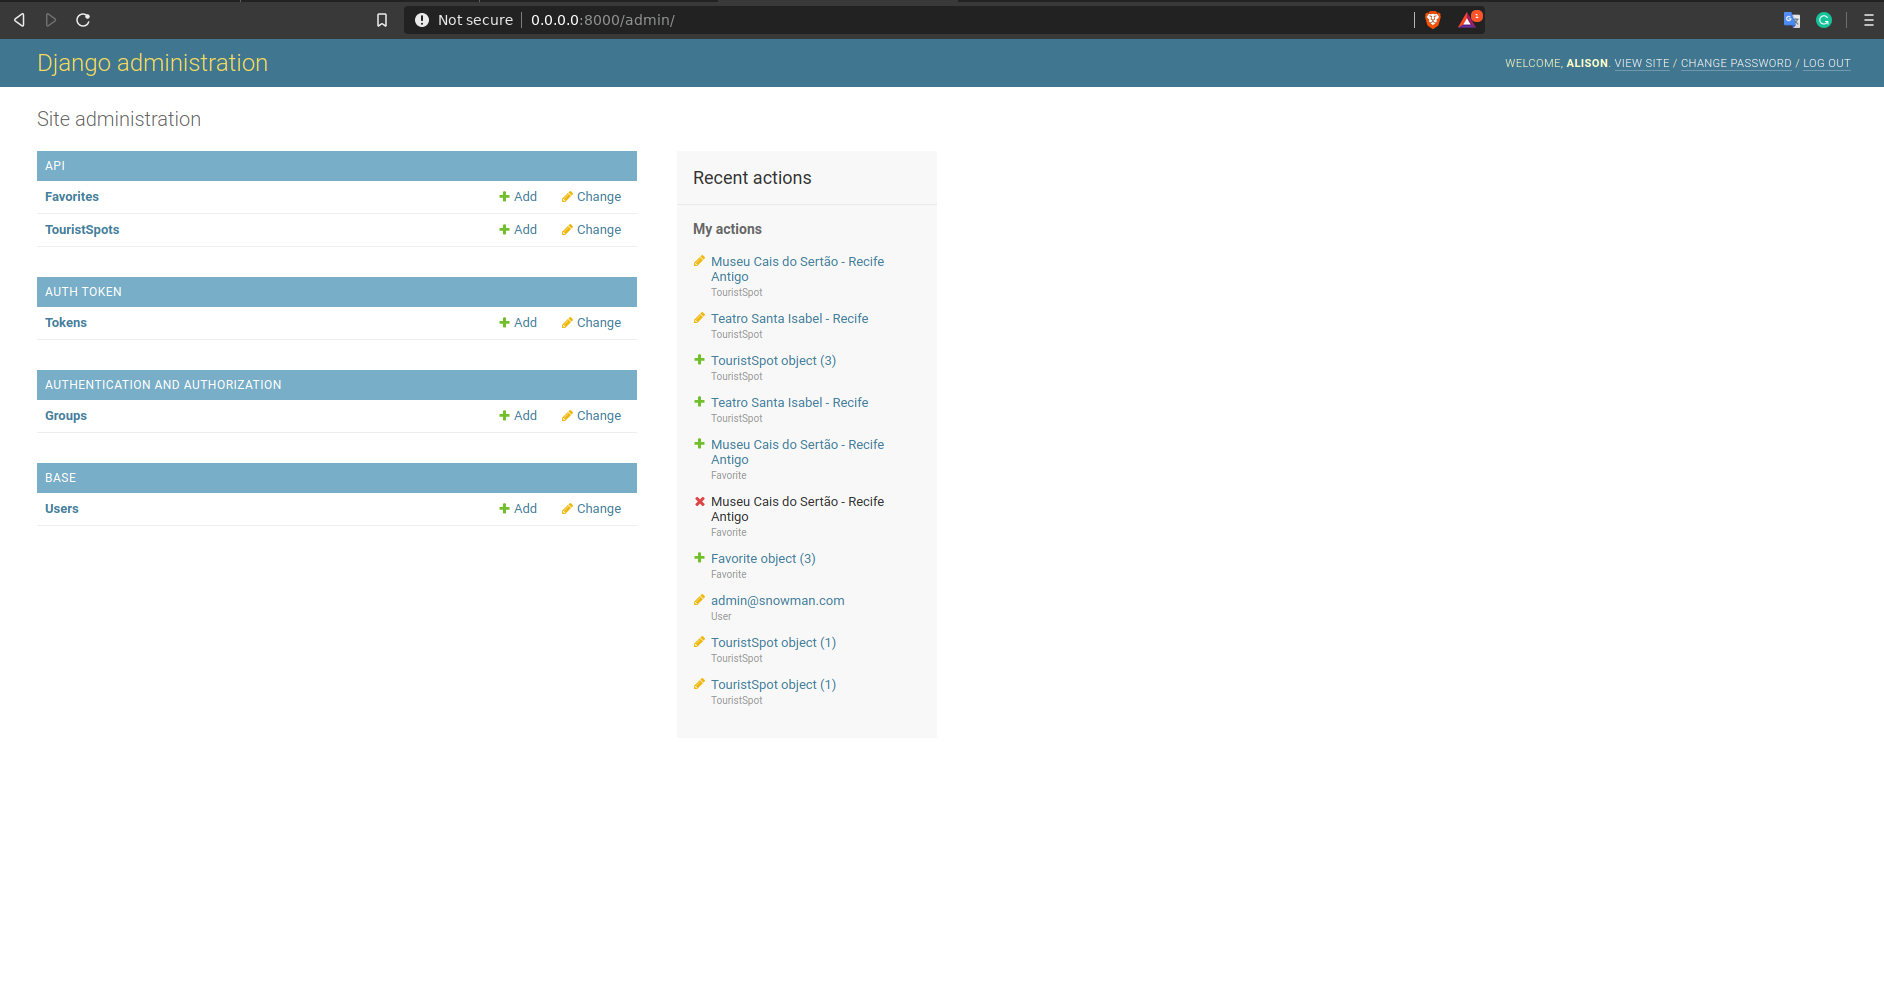 Not secure 0.0.0.0:8000/admin/
1
Django administration
WELCOME, ALISON. VIEW SITE / CHANGE PASSWORD / LOG OUT
Site administration
API
Favorites Add Change
TouristSpots Add Change
AUTH TOKEN
Tokens Add Change
AUTHENTICATION AND AUTHORIZATION
Groups Add Change
BASE
Users Add Change
Recent actions
My actions
Museu Cais do Sertão - Recife
Antigo
TouristSpot
Teatro Santa Isabel - Recife
TouristSpot
TouristSpot object (3)
TouristSpot
Teatro Santa Isabel - Recife
TouristSpot
Museu Cais do Sertão - Recife
Antigo
Favorite
Museu Cais do Sertão - Recife
Antigo
Favorite
Favorite object (3)
Favorite
admin@snowman.com
User
TouristSpot object (1)
TouristSpot
TouristSpot object (1)
TouristSpot